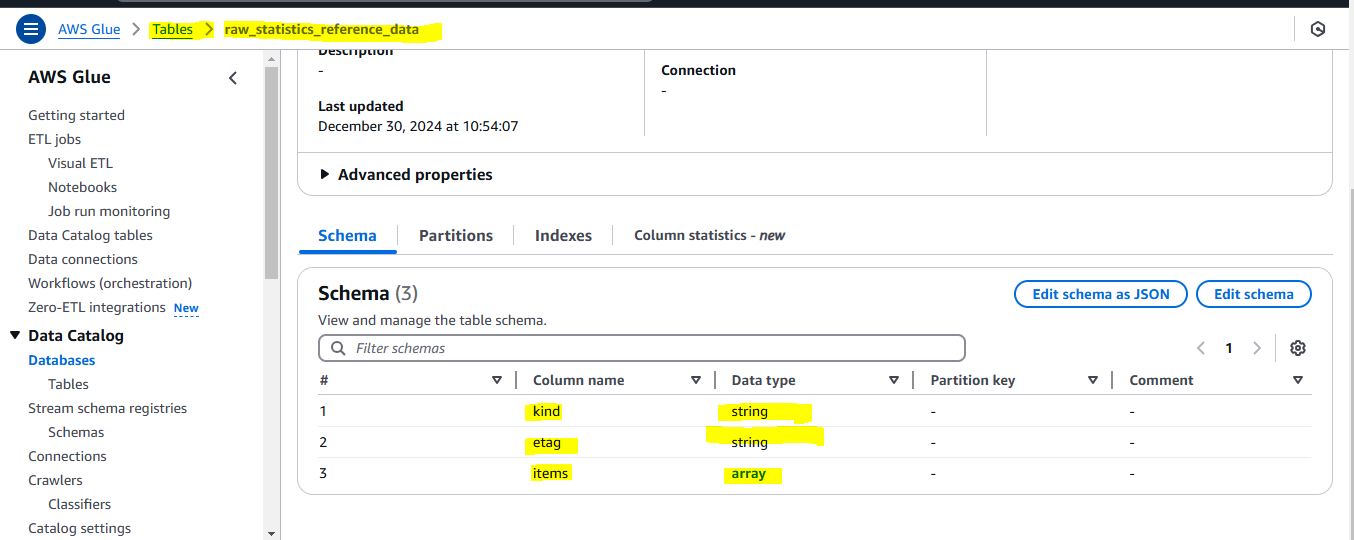 AWS Glue > Tables > raw_statistics_reference_data
AWS Glue
Getting started
ETL jobs
Visual ETL
Notebooks
Job run monitoring
Data Catalog tables
Data connections
Workflows (orchestration)
Zero-ETL integrations New
Data Catalog
Databases
Tables
Stream schema registries
Schemas
Connections
Crawlers
Classifiers
Catalog settings
Description
-
Last updated
December 30, 2024 at 10:54:07
Connection
-
Advanced properties
Schema Partitions Indexes Column statistics - new
Schema (3)
Edit schema as JSON Edit schema
View and manage the table schema.
Filter schemas
1
# Column name Data type Partition key Comment
1 kind string - -
2 etag string - -
3 items array - -